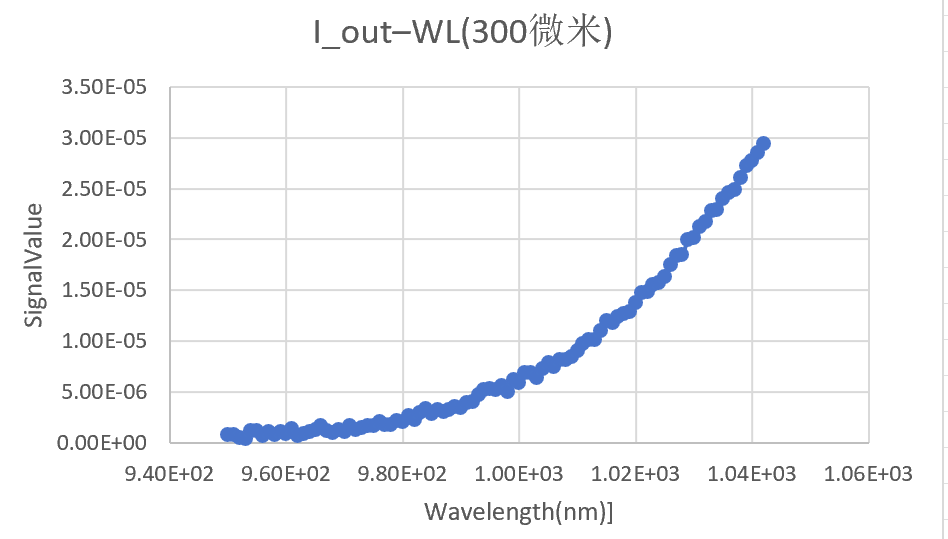 I_out–WL(300微米)
3.50E-05
3.00E-05
2.50E-05
2.00E-05
1.50E-05
1.00E-05
5.00E-06
0.00E+00
SignalValue
9.40E+02 9.60E+02 9.80E+02 1.00E+03 1.02E+03 1.04E+03 1.06E+03
Wavelength(nm)]